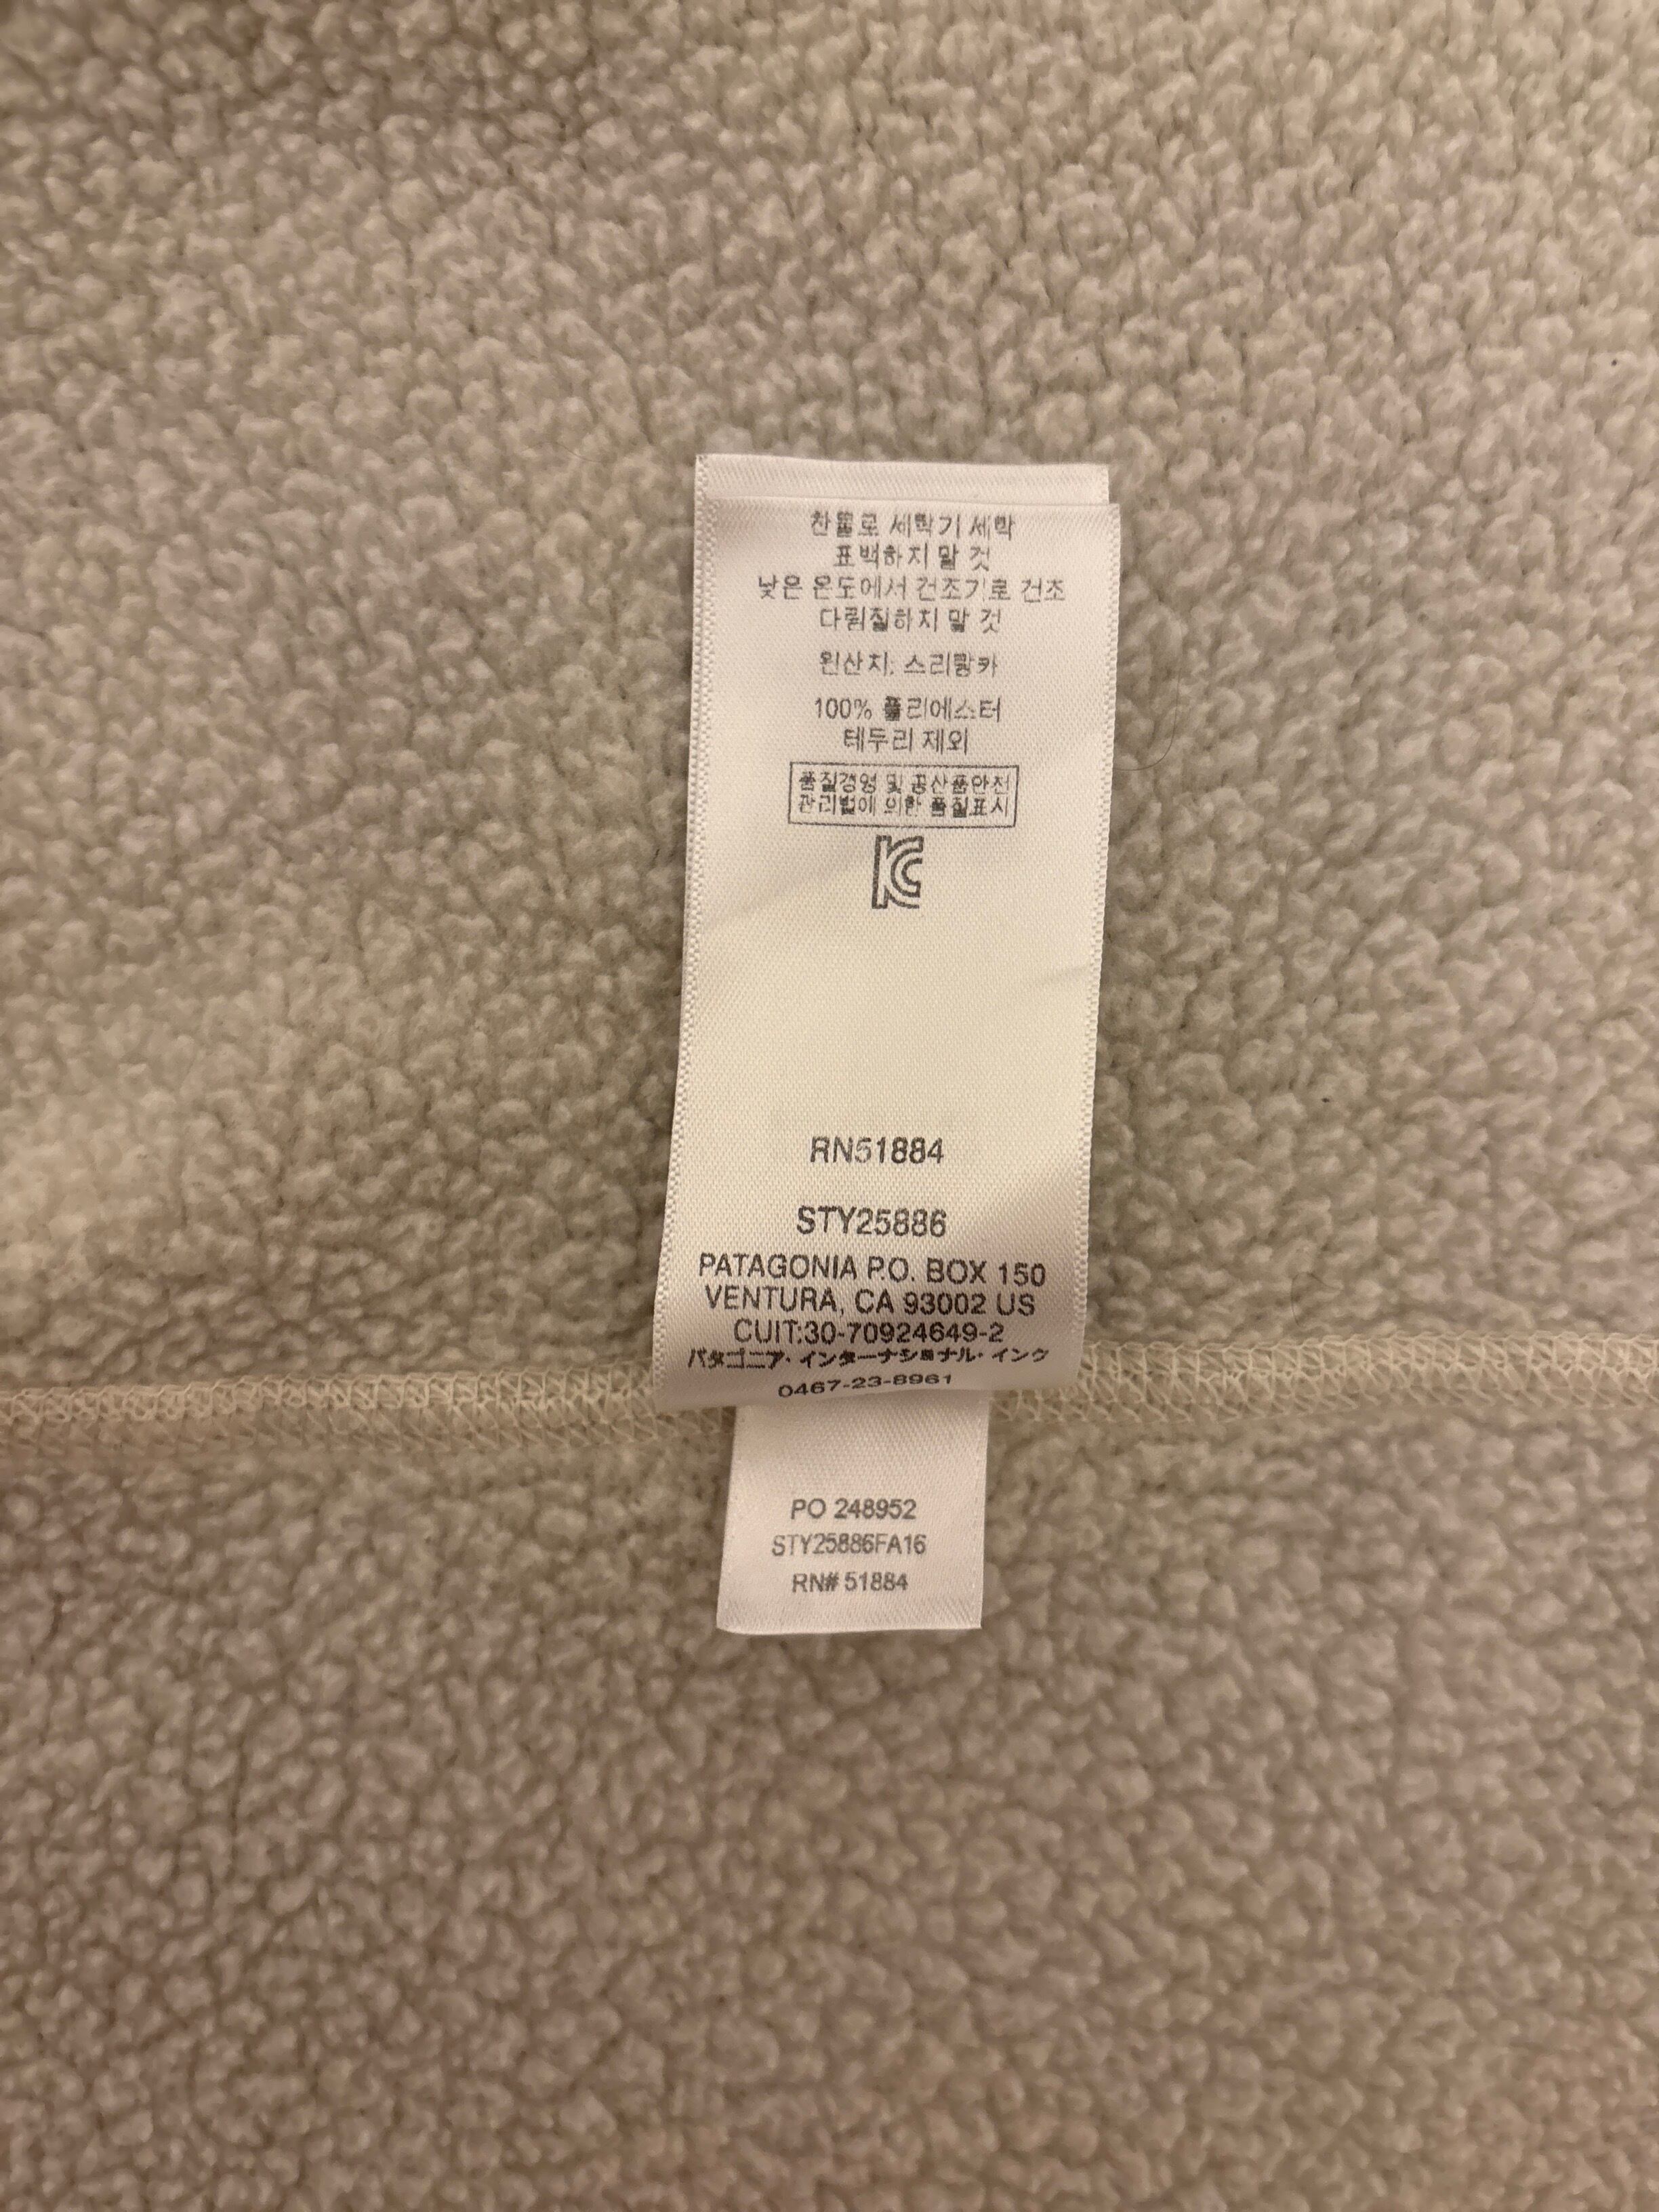 찬물로 세탁기 세탁
표백하지 말 것
낮은 온도에서 건조기로 건조
다림질하지 말 것
원산지: 스리랑카
100% 폴리에스터
테두리 제외
품질경영 및 공산품안전
관리법에 의한 품질표시
KC
RN51884
STY25886
PATAGONIA P.O. BOX 150
VENTURA, CA 93002 US
CUIT:30-70924649-2
パタゴニア・インターナショナル・インク
0467-23-8961
PO 248952
STY25886FA16
RN# 51884